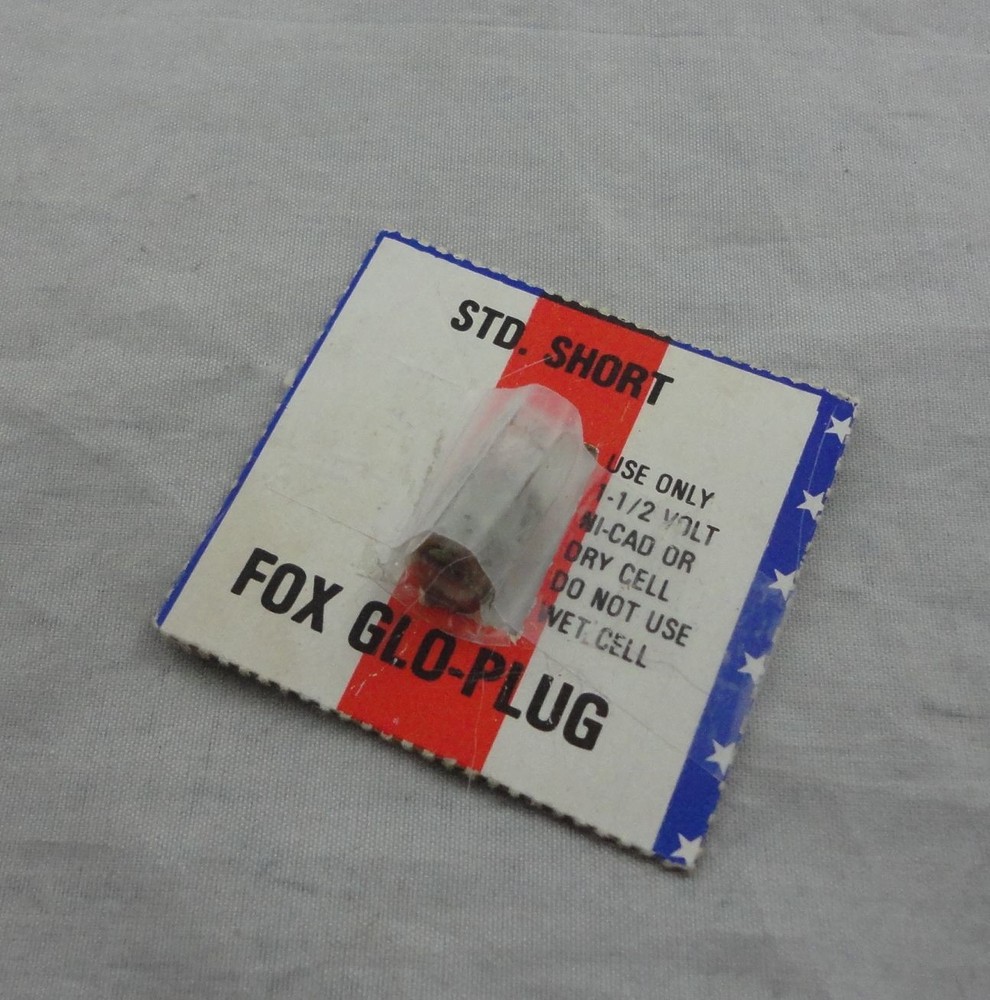 STD. SHORT
USE ONLY
1-1/2 VOLT
NI-CAD OR
DRY CELL
DO NOT USE
WET CELL
FOX GLO-PLUG